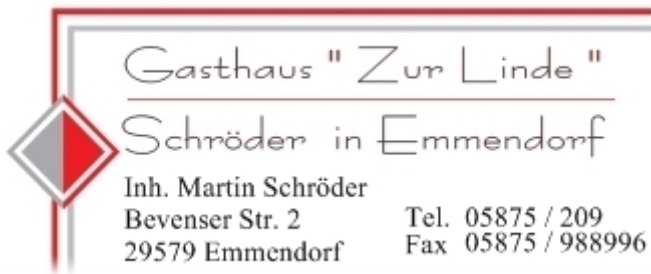 Gasthaus " Zur Linde "
Schröder in Emmendorf
Inh. Martin Schröder
Bevenser Str. 2
29579 Emmendorf
Tel. 05875 / 209
Fax 05875 / 988996